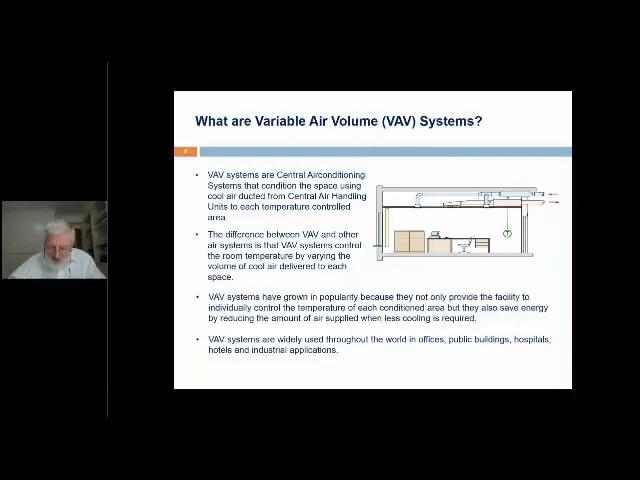 What are Variable Air Volume (VAV) Systems?
• VAV systems are Central Airconditioning
Systems that condition the space using
cool air ducted from Central Air Handling
Units to each temperature controlled
area.
• The difference between VAV and other
air systems is that VAV systems control
the room temperature by varying the
volume of cool air delivered to each
space.
T
• VAV systems have grown in popularity because they not only provide the facility to
individually control the temperature of each conditioned area but they also save energy
by reducing the amount of air supplied when less cooling is required.
• VAV systems are widely used throughout the world in offices, public buildings, hospitals,
hotels and industrial applications.